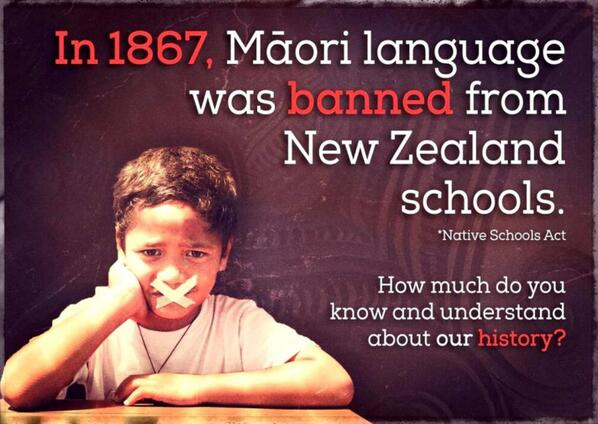 In 1867, Māori language
was banned from
New Zealand
schools.
*Native Schools Act
How much do you
know and understand
about our history?